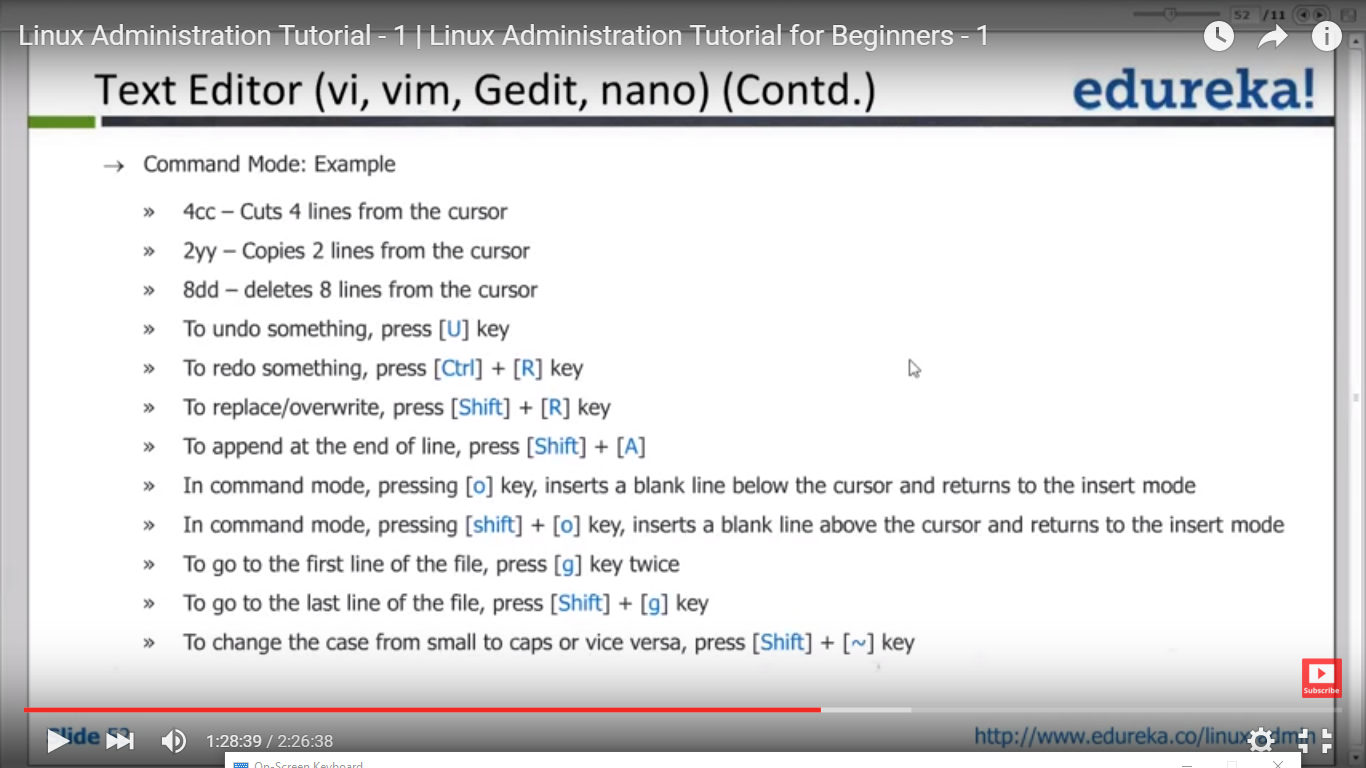 52 /11
Linux Administration Tutorial - 1 | Linux Administration Tutorial for Beginners - 1
Text Editor (vi, vim, Gedit, nano) (Contd.)
edureka!
→ Command Mode: Example
» 4cc – Cuts 4 lines from the cursor
» 2yy – Copies 2 lines from the cursor
» 8dd – deletes 8 lines from the cursor
» To undo something, press [U] key
» To redo something, press [Ctrl] + [R] key
» To replace/overwrite, press [Shift] + [R] key
» To append at the end of line, press [Shift] + [A]
» In command mode, pressing [o] key, inserts a blank line below the cursor and returns to the insert mode
» In command mode, pressing [shift] + [o] key, inserts a blank line above the cursor and returns to the insert mode
» To go to the first line of the file, press [g] key twice
» To go to the last line of the file, press [Shift] + [g] key
» To change the case from small to caps or vice versa, press [Shift] + [~] key
Subscribe
1:28:39 / 2:26:38
http://www.edureka.co/linux-admin
On-Screen Keyboard